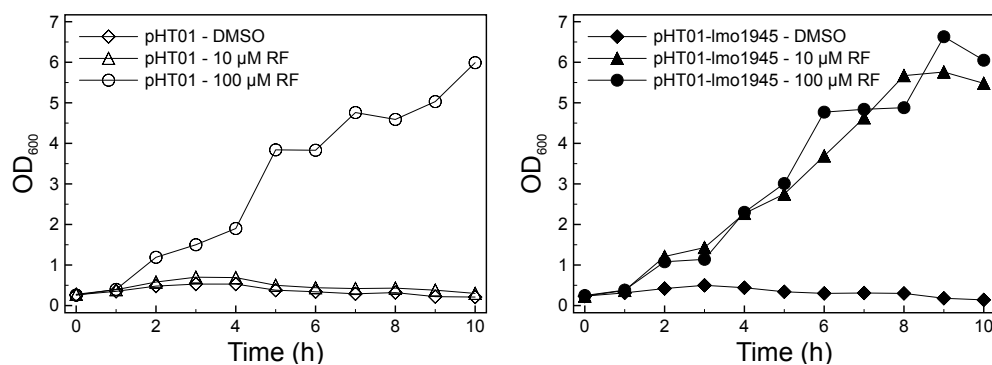 pHT01 - DMSO
pHT01 - 10 µM RF
pHT01 - 100 µM RF
OD600
7
6
5
4
3
2
1
0
0 2 4 6 8 10
Time (h)
pHT01-lmo1945 - DMSO
pHT01-lmo1945 - 10 µM RF
pHT01-lmo1945 - 100 µM RF
OD600
7
6
5
4
3
2
1
0
0 2 4 6 8 10
Time (h)